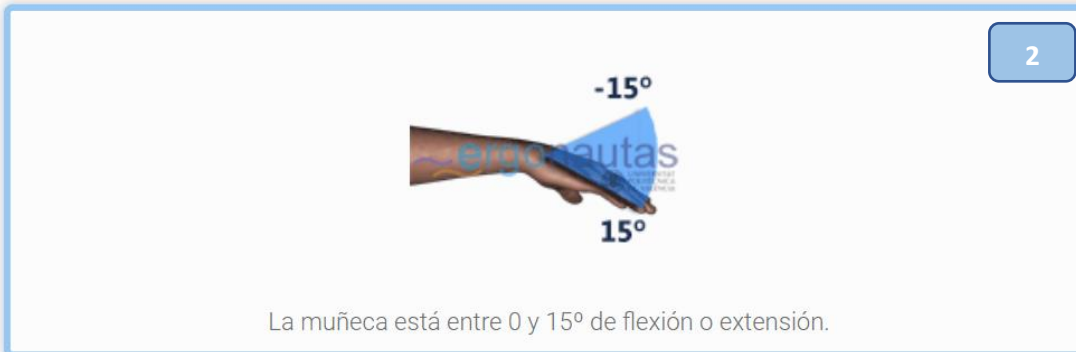 2
-15º
ergonautas
15º
La muñeca está entre 0 y 15º de flexión o extensión.